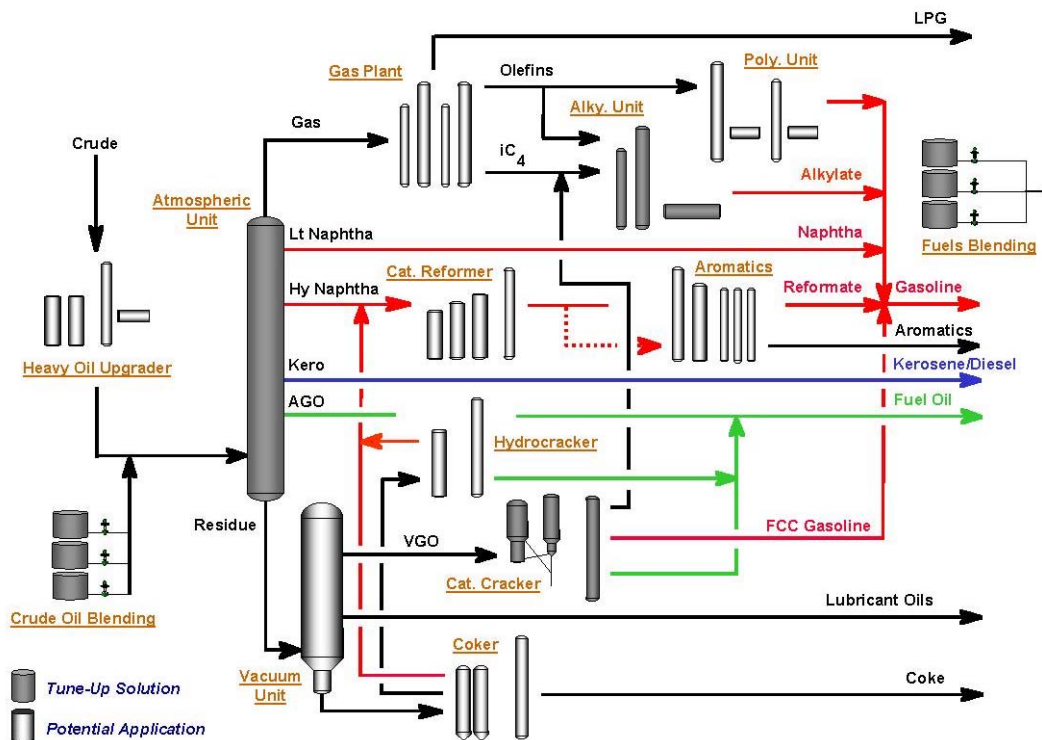 LPG
Gas Plant
Olefins
Poly. Unit
Alky. Unit
Gas
Crude
iC4
Atmospheric
Unit
Alkylate
Lt Naphtha
Naphtha
Fuels Blending
Cat. Reformer
Aromatics
Hy Naphtha
Reformate
Gasoline
Aromatics
Heavy Oil Upgrader
Kero
Kerosene/Diesel
AGO
Fuel Oil
Hydrocracker
Residue
VGO
FCC Gasoline
Cat. Cracker
Crude Oil Blending
Lubricant Oils
Coker
Vacuum
Unit
Coke
Tune-Up Solution
Potential Application